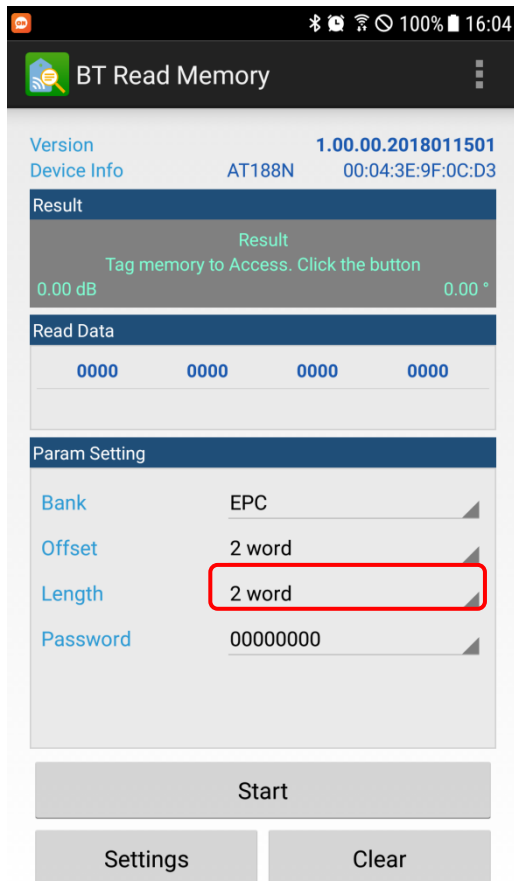 100% 16:04
BT Read Memory
Version 1.00.00.2018011501
Device Info AT188N 00:04:3E:9F:0C:D3
Result
Result
Tag memory to Access. Click the button
0.00 dB 0.00 °
Read Data
0000 0000 0000 0000
Param Setting
Bank EPC
Offset 2 word
Length 2 word
Password 00000000
Start
Settings Clear